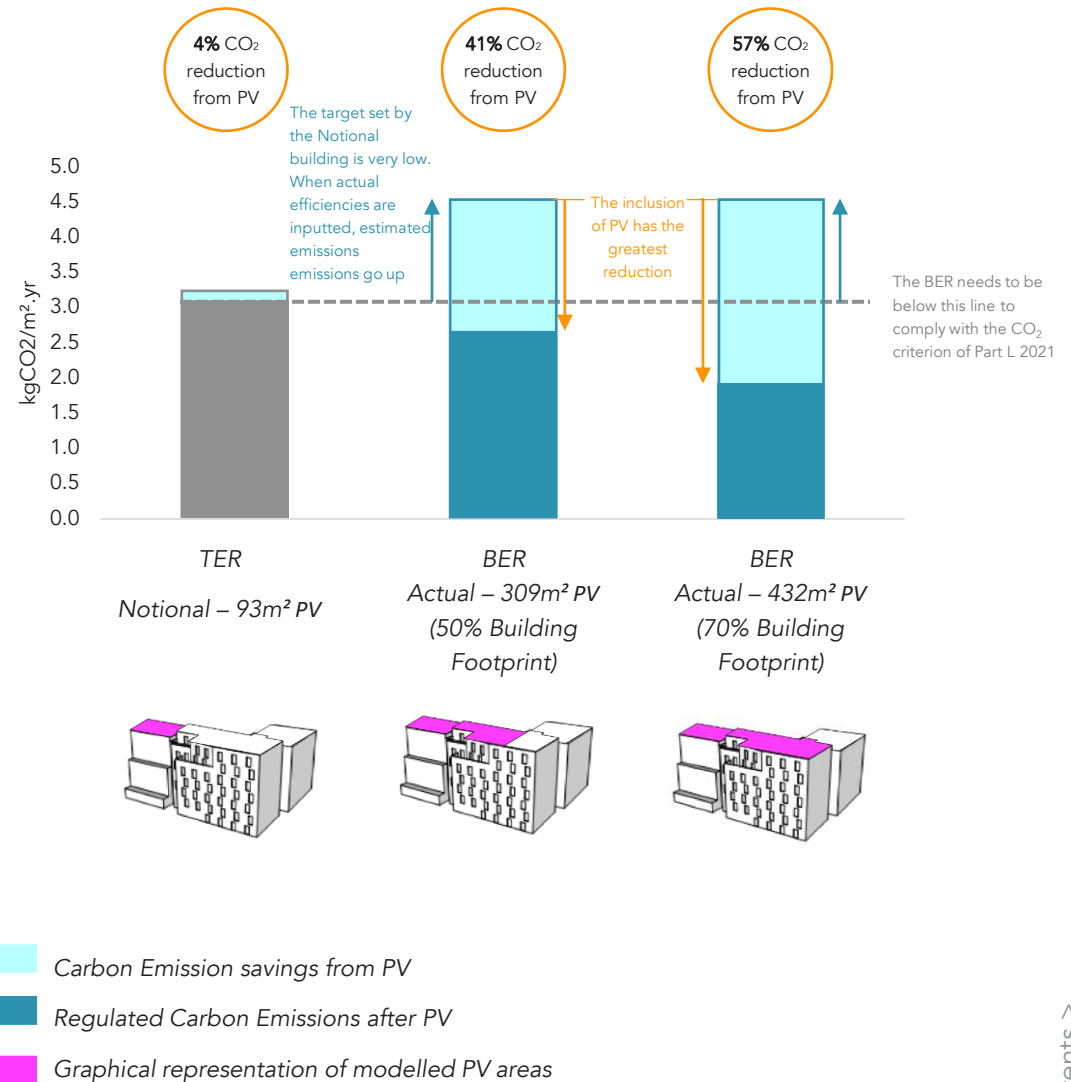 4% CO₂
reduction
from PV
41% CO₂
reduction
from PV
57% CO₂
reduction
from PV
The target set by
the Notional
building is very low.
When actual
efficiencies are
inputted, estimated
emissions
emissions go up
The inclusion
of PV has the
greatest
reduction
The BER needs to be
below this line to
comply with the CO₂
criterion of Part L 2021
kgCO2/m².yr
5.0
4.5
4.0
3.5
3.0
2.5
2.0
1.5
1.0
0.5
0.0
TER
Notional – 93m² PV
BER
Actual – 309m² PV
(50% Building
Footprint)
BER
Actual – 432m² PV
(70% Building
Footprint)
Carbon Emission savings from PV
Regulated Carbon Emissions after PV
Graphical representation of modelled PV areas
ents >